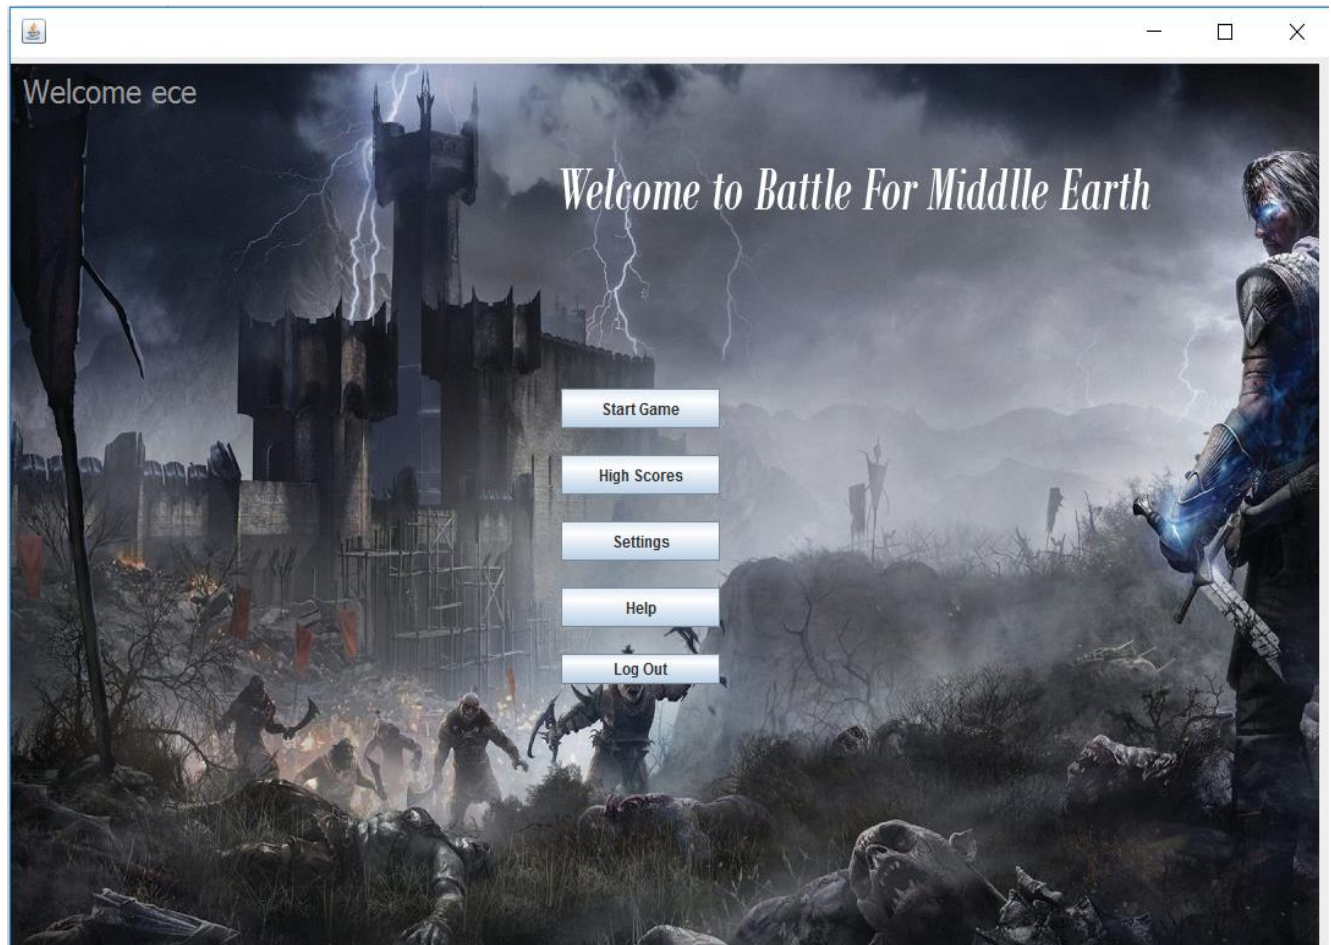 Welcome ece
Welcome to Battle For Middlle Earth
Start Game
High Scores
Settings
Help
Log Out